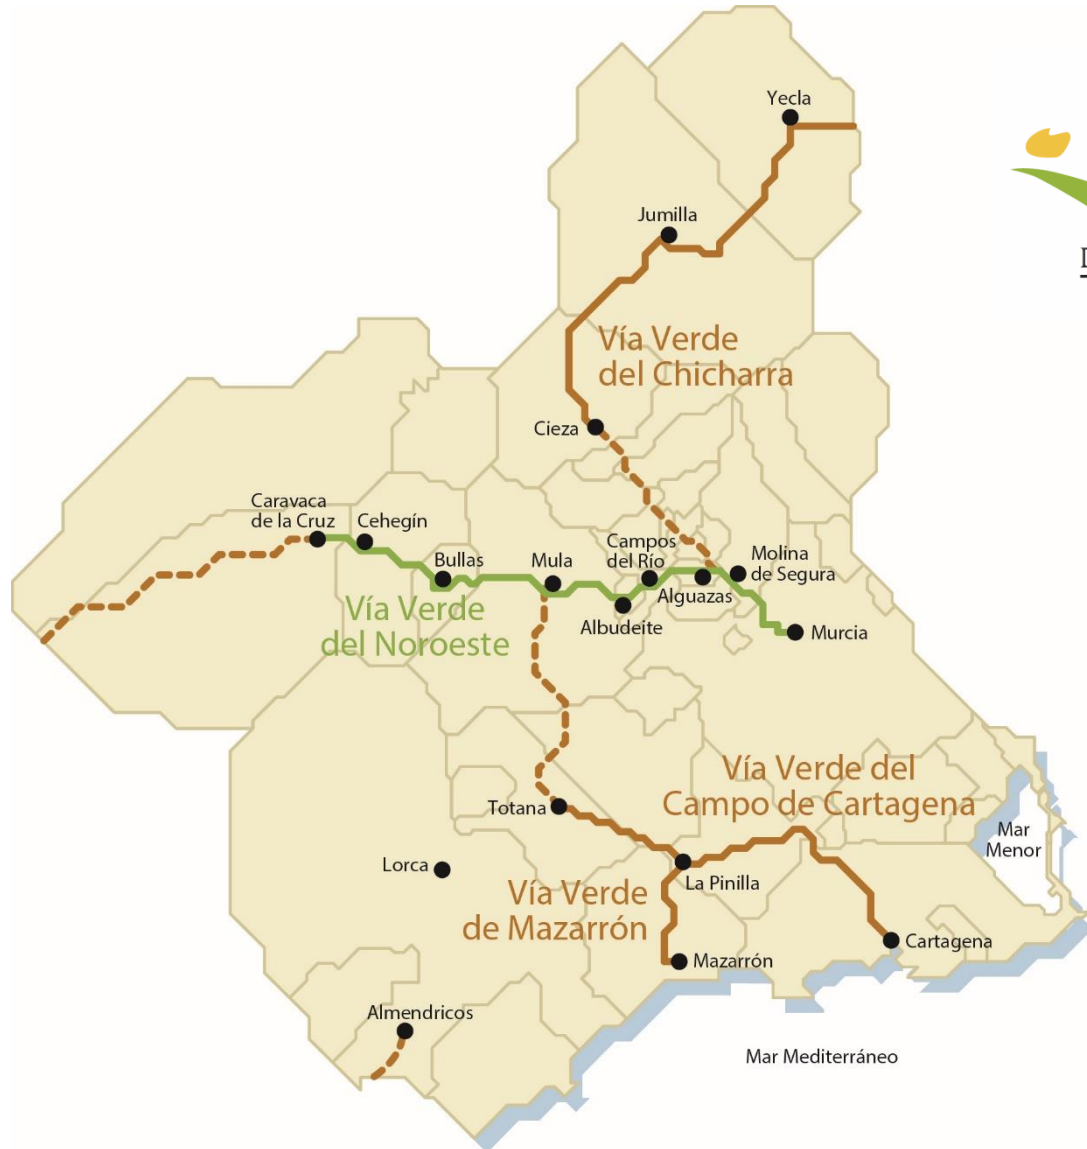 Yecla
Jumilla
Vía Verde
del Chicharra
Cieza
Caravaca
de la Cruz
Cehegín
Bullas
Mula
Campos
del Río
Molina
de Segura
Alguazas
Albudeite
Murcia
Vía Verde
del Noroeste
Vía Verde del
Campo de Cartagena
Totana
Mar
Menor
Lorca
La Pinilla
Vía Verde
de Mazarrón
Cartagena
Mazarrón
Almendricos
Mar Mediterráneo